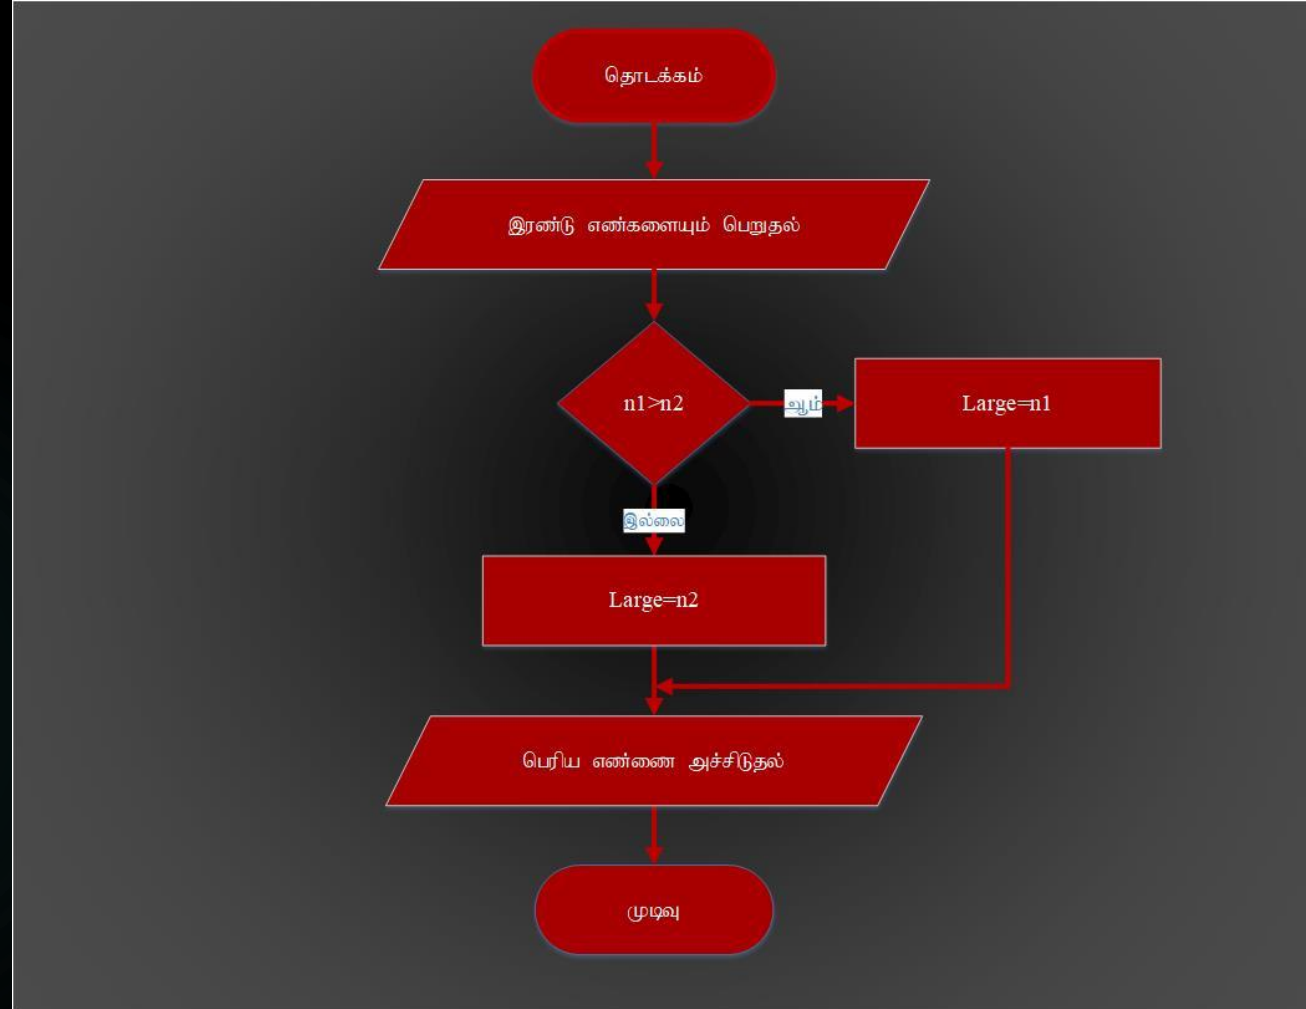 தொடக்கம்
இரண்டு எண்களையும் பெறுதல்
n1>n2
ஆம்
Large=n1
இல்லை
Large=n2
பெரிய எண்ணை அச்சிடுதல்
முடிவு